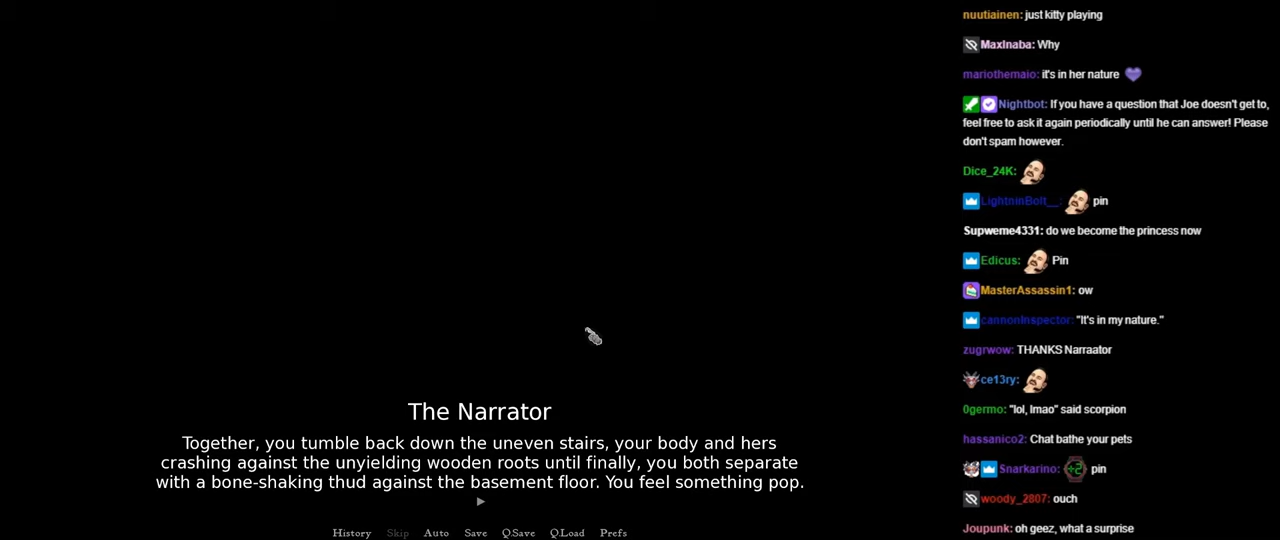 The Narrator
Together, you tumble back down the uneven stairs, your body and hers
crashing against the unyielding wooden roots until finally, you both separate
with a bone-shaking thud against the basement floor. You feel something pop.
History Skip Auto Save Q.Save Q.Load Prefs
nuutiainen: just kitty playing
MaxInaba: Why
mariothemaio: it's in her nature
Nightbot: If you have a question that Joe doesn't get to,
feel free to ask it again periodically until he can answer! Please
don't spam however.
Dice_24K:
LightninBolt__: pin
Supweme4331: do we become the princess now
Edicus: Pin
MasterAssassin1: ow
cannonInspector: "It's in my nature."
zugrwow: THANKS Narraator
ce13ry:
0germo: "lol, lmao" said scorpion
hassanico2: Chat bathe your pets
Snarkarino: +2 pin
woody_2807: ouch
Joupunk: oh geez, what a surprise